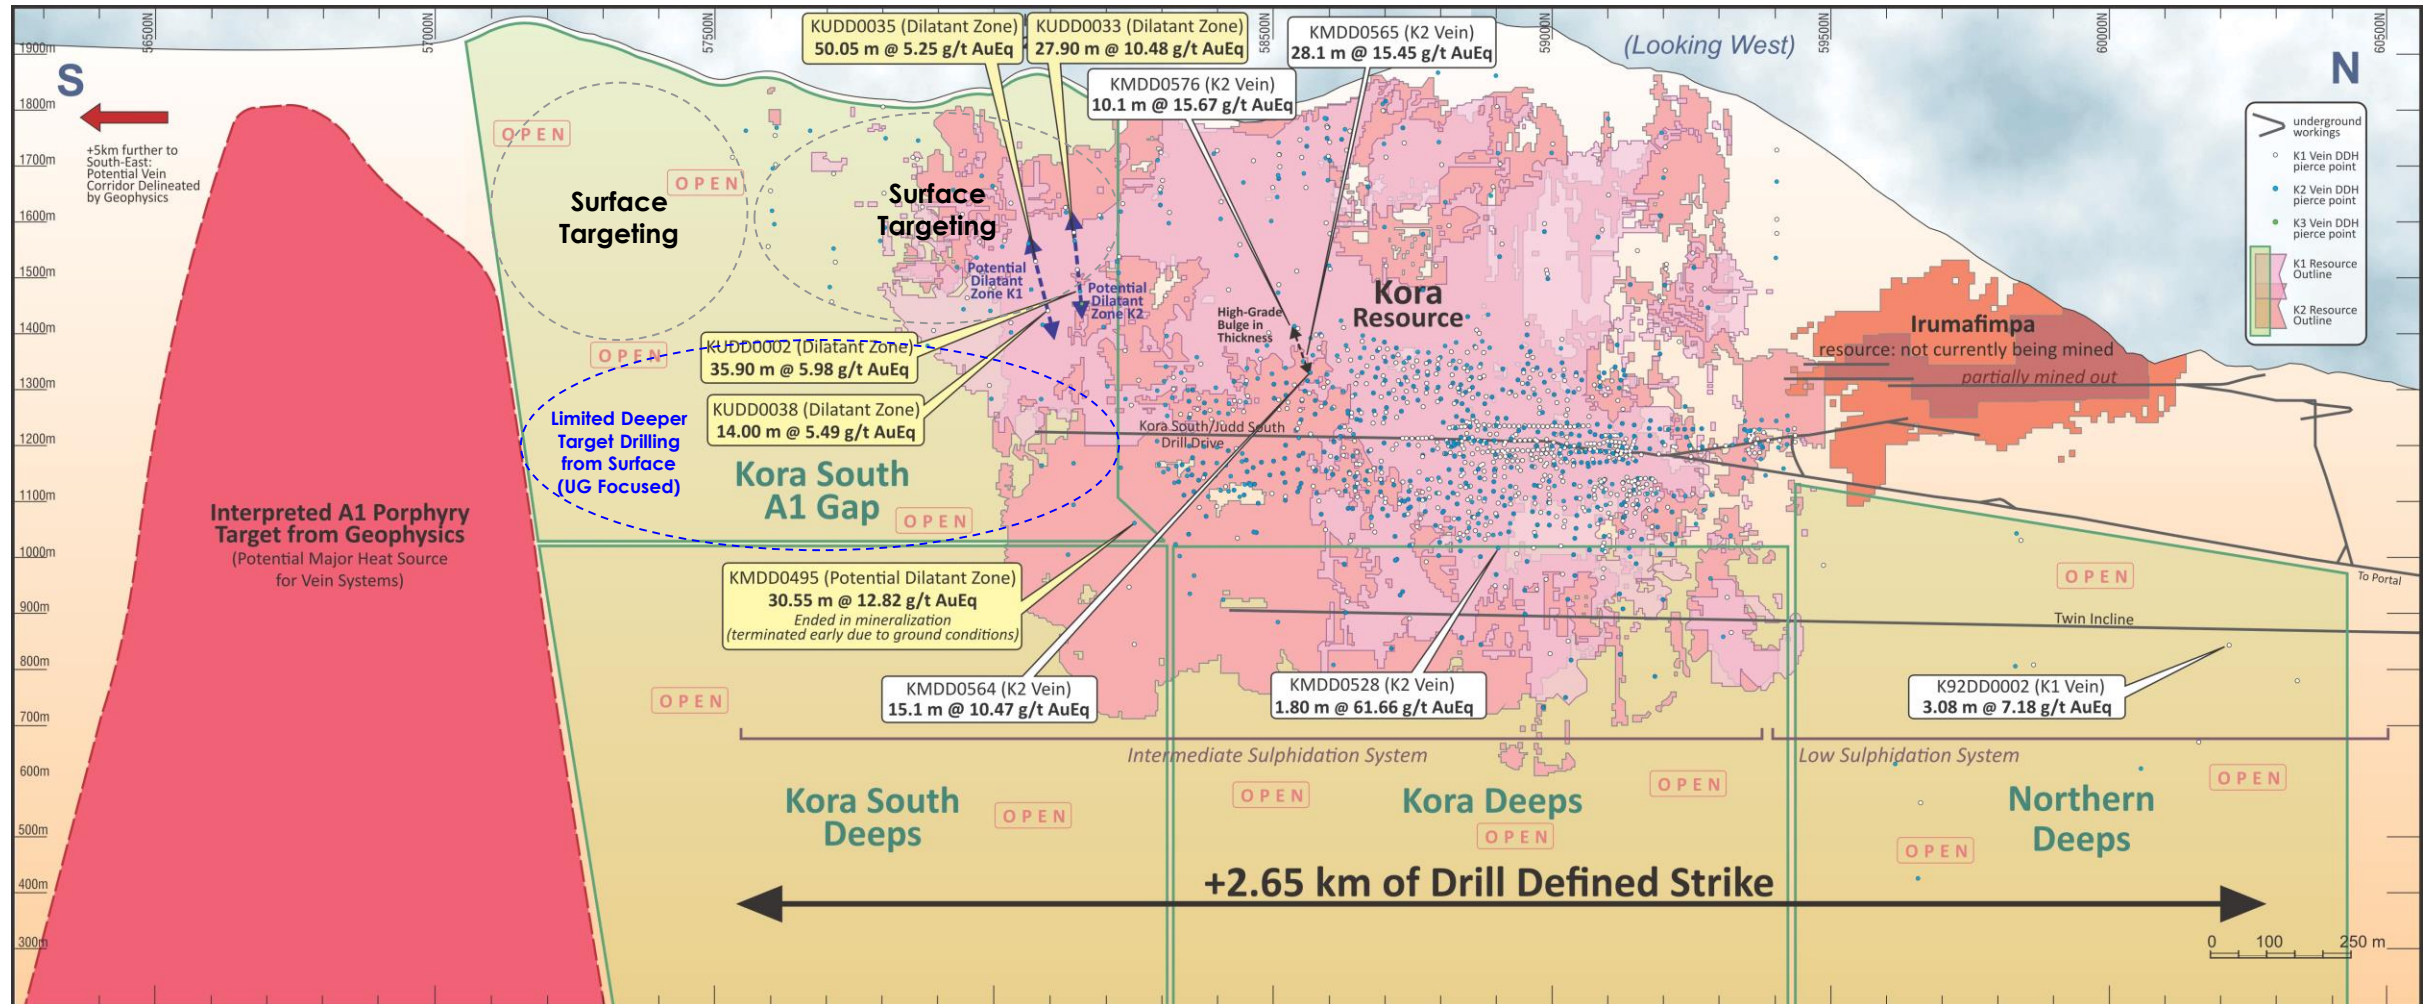 56500N
57000N
57500N
58500N
59000N
59500N
60000N
60500N
1900m
1800m
1700m
1600m
1500m
1400m
1300m
1200m
1100m
1000m
900m
800m
700m
600m
500m
400m
300m
S
+5km further to
South-East:
Potential Vein
Corridor Delineated
by Geophysics
(Looking West)
N
KUDD0035 (Dilatant Zone)
50.05 m @ 5.25 g/t AuEq
KUDD0033 (Dilatant Zone)
27.90 m @ 10.48 g/t AuEq
KMDD0565 (K2 Vein)
28.1 m @ 15.45 g/t AuEq
KMDD0576 (K2 Vein)
10.1 m @ 15.67 g/t AuEq
underground
workings
K1 Vein DDH
pierce point
K2 Vein DDH
pierce point
K3 Vein DDH
pierce point
K1 Resource
Outline
K2 Resource
Outline
OPEN
OPEN
Surface
Targeting
Surface
Targeting
Potential
Dilatant
Zone K1
Potential
Dilatant
Zone K2
High-Grade
Bulge in
Thickness
Kora
Resource
Irumafimpa
resource: not currently being mined
partially mined out
OPEN
KUDD0002 (Dilatant Zone)
35.90 m @ 5.98 g/t AuEq
KUDD0038 (Dilatant Zone)
14.00 m @ 5.49 g/t AuEq
Limited Deeper
Target Drilling
from Surface
(UG Focused)
Kora South/Judd South
Drill Drive
Kora South
A1 Gap
OPEN
Interpreted A1 Porphyry
Target from Geophysics
(Potential Major Heat Source
for Vein Systems)
KMDD0495 (Potential Dilatant Zone)
30.55 m @ 12.82 g/t AuEq
Ended in mineralization
(terminated early due to ground conditions)
OPEN
To Portal
Twin Incline
OPEN
KMDD0564 (K2 Vein)
15.1 m @ 10.47 g/t AuEq
KMDD0528 (K2 Vein)
1.80 m @ 61.66 g/t AuEq
K92DD0002 (K1 Vein)
3.08 m @ 7.18 g/t AuEq
Intermediate Sulphidation System
Low Sulphidation System
Kora South
Deeps
OPEN
OPEN
Kora Deeps
OPEN
OPEN
Northern
Deeps
OPEN
OPEN
+2.65 km of Drill Defined Strike
0 100 250 m